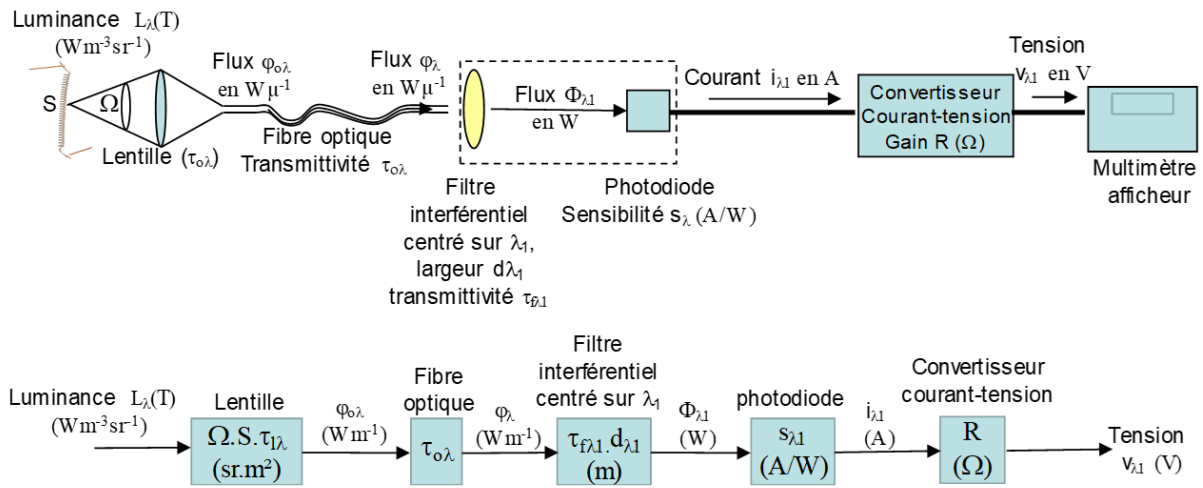 Luminance Lλ(T)
(Wm-3sr-1)
Flux φoλ
en Wµ-1
Flux φλ
en Wµ-1
Tension
vλ1 en V
Courant iλ1 en A
S
Ω
Flux Φλ1
en W
Convertisseur
Courant-tension
Gain R (Ω)
Lentille (τoλ)
Fibre optique
Transmittivité τoλ
Multimètre
afficheur
Filtre
interférentiel
centré sur λ1,
largeur dλ1
transmittivité τfλ1
Photodiode
Sensibilité sλ (A/W)
Luminance Lλ(T)
(Wm-3sr-1)
Lentille
Ω.S.τ1λ
(sr.m²)
φoλ
(Wm-1)
Fibre
optique
τoλ
φλ
(Wm-1)
Filtre
interférentiel
centré sur λ1
τfλ1.dλ1
(m)
Φλ1
(W)
photodiode
sλ1
(A/W)
iλ1
(A)
Convertisseur
courant-tension
R
(Ω)
Tension
vλ1 (V)